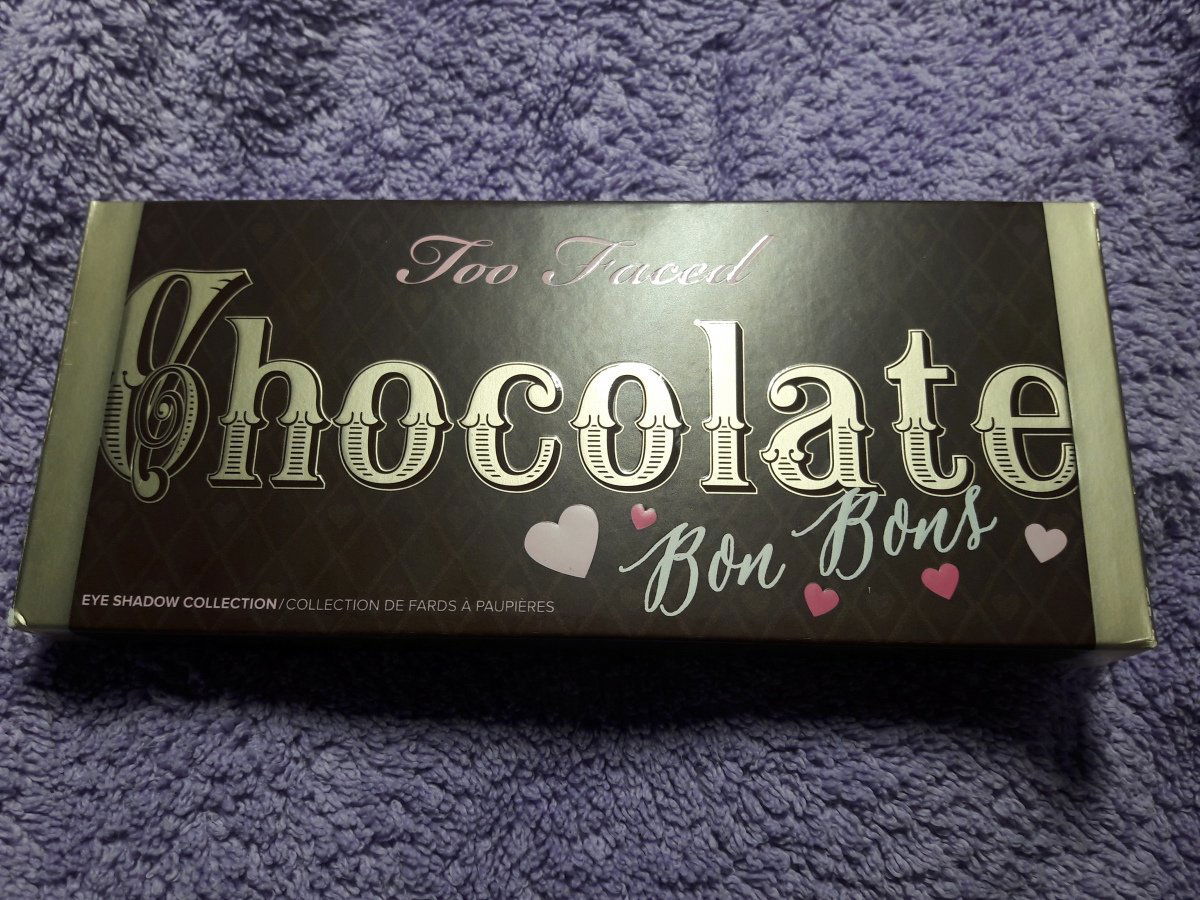 Too Faced
Chocolate
Bon Bons
EYE SHADOW COLLECTION/COLLECTION DE FARDS À PAUPIÈRES